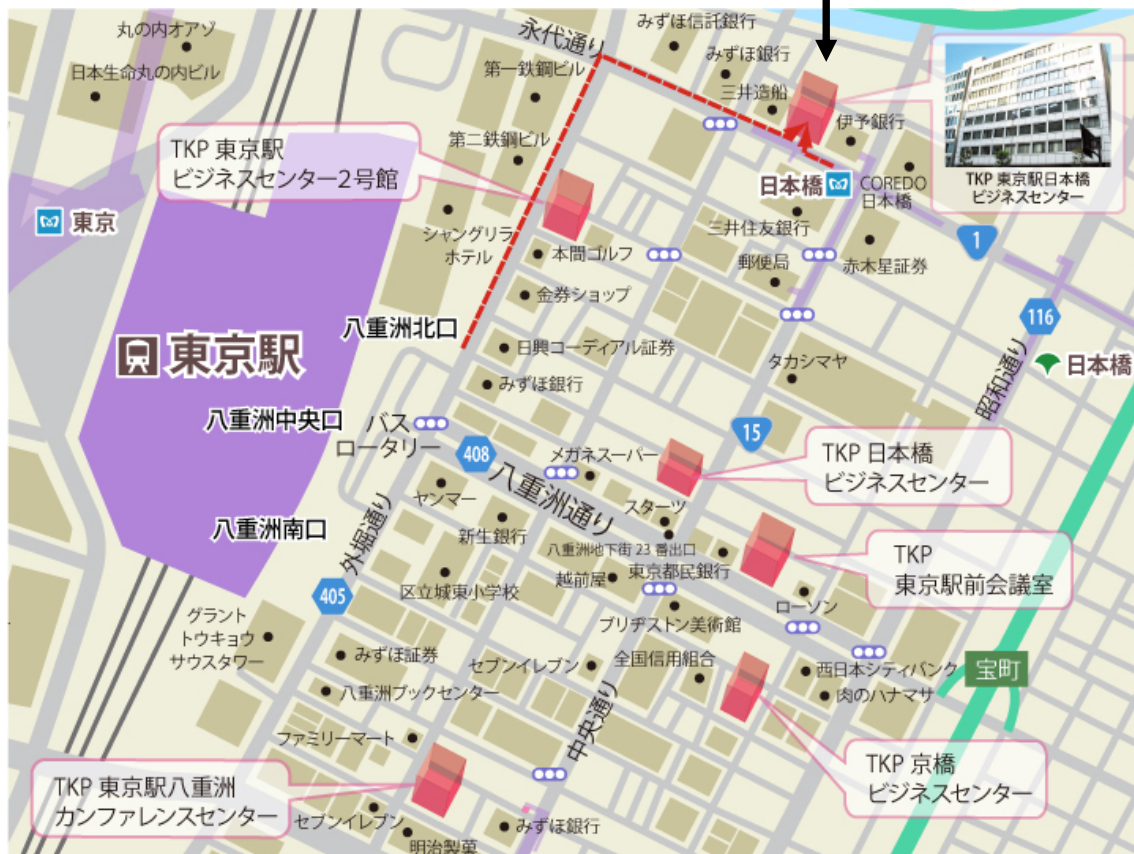 丸の内オアゾ
日本生命丸の内ビル
永代通り
第一鉄鋼ビル
第二鉄鋼ビル
みずほ信託銀行
みずほ銀行
三井造船
伊予銀行
TKP 東京駅日本橋
ビジネスセンター
TKP 東京駅
ビジネスセンター2号館
日本橋
COREDO
日本橋
東京
シャングリラ
ホテル
本間ゴルフ
三井住友銀行
郵便局
赤木星証券
1
金券ショップ
八重洲北口
116
東京駅
日興コーディアル証券
タカシマヤ
昭和通り
日本橋
みずほ銀行
八重洲中央口
バス
ロータリー
408
八重洲通り
メガネスーパー
15
TKP 日本橋
ビジネスセンター
ヤンマー
スターツ
八重洲南口
外堀通り
新生銀行
八重洲地下街 23 番出口
TKP
東京駅前会議室
区立城東小学校
越前屋
東京都民銀行
405
ローソン
グラント
トウキョウ
サウスタワー
ブリヂストン美術館
みずほ証券
セブンイレブン
全国信用組合
西日本シティバンク
宝町
八重洲ブックセンター
肉のハナマサ
中央通り
ファミリーマート
TKP 東京駅八重洲
カンファレンスセンター
TKP 京橋
ビジネスセンター
セブンイレブン
みずほ銀行
明治製菓